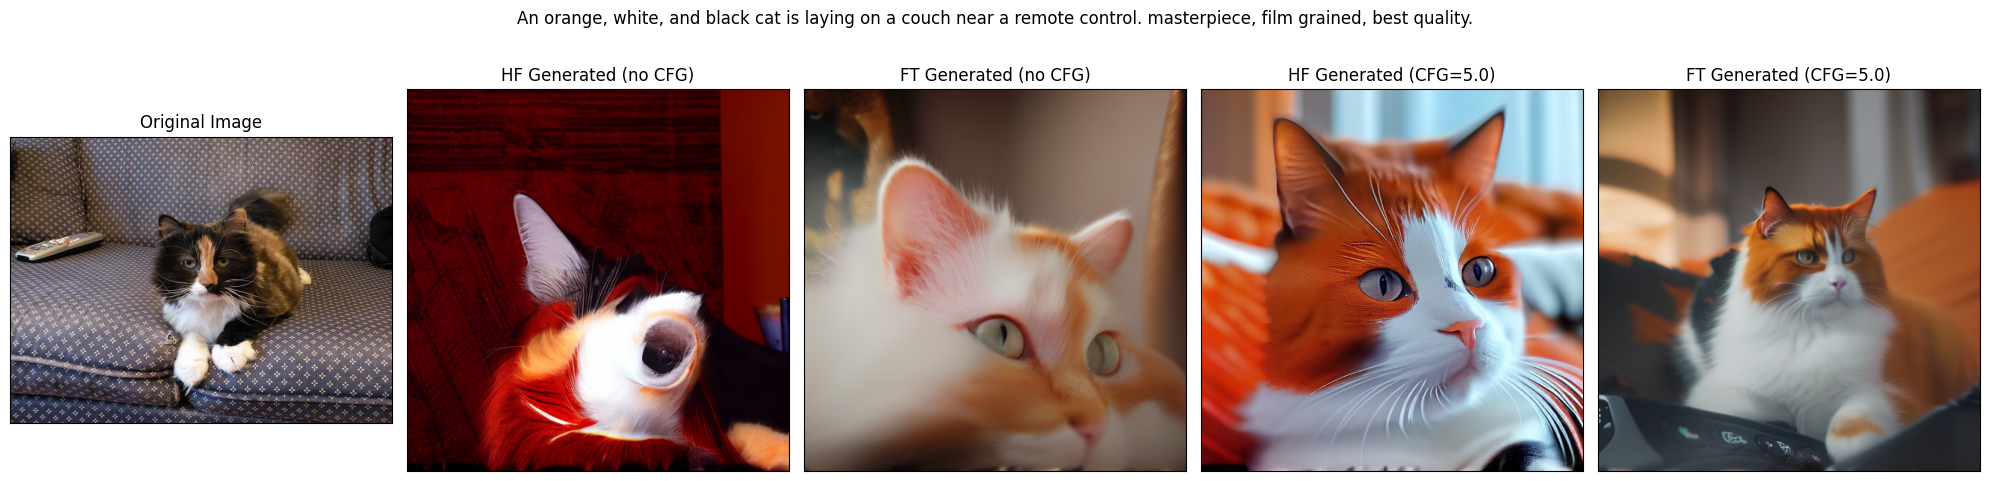 An orange, white, and black cat is laying on a couch near a remote control. masterpiece, film grained, best quality.
Original Image
HF Generated (no CFG)
FT Generated (no CFG)
HF Generated (CFG=5.0)
FT Generated (CFG=5.0)